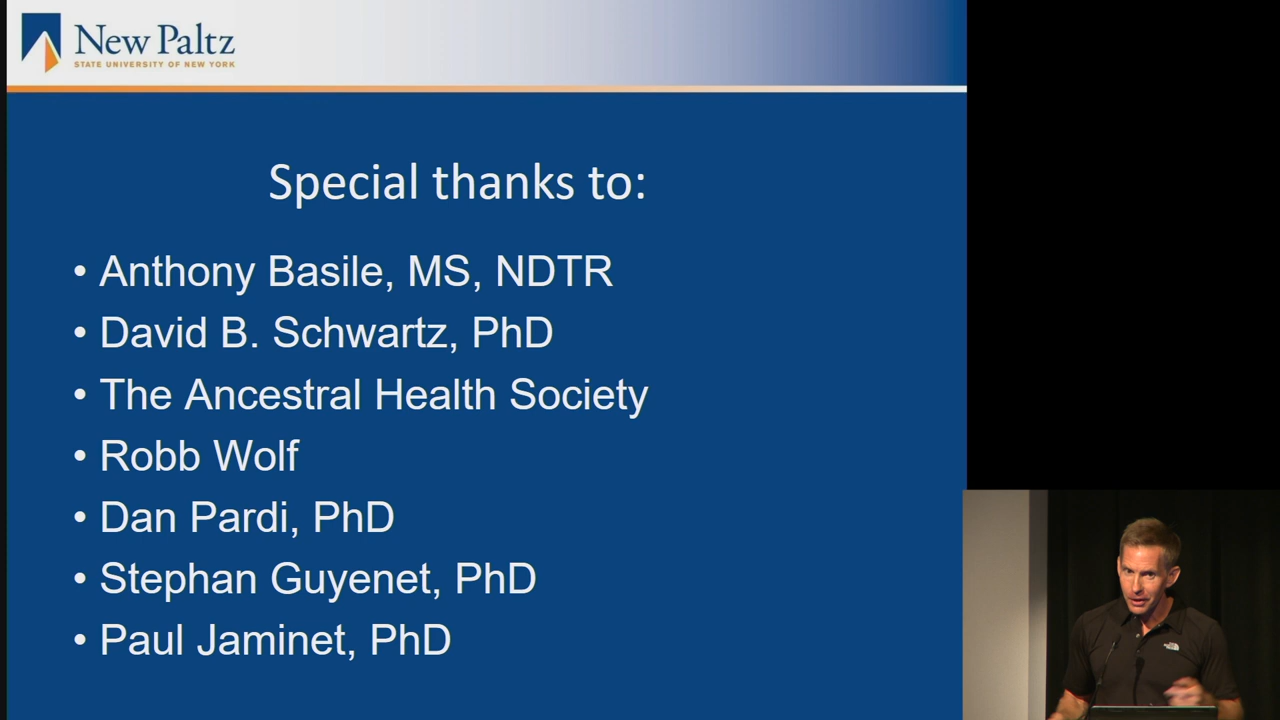 New Paltz
STATE UNIVERSITY OF NEW YORK
Special thanks to:
• Anthony Basile, MS, NDTR
• David B. Schwartz, PhD
• The Ancestral Health Society
• Robb Wolf
• Dan Pardi, PhD
• Stephan Guyenet, PhD
• Paul Jaminet, PhD